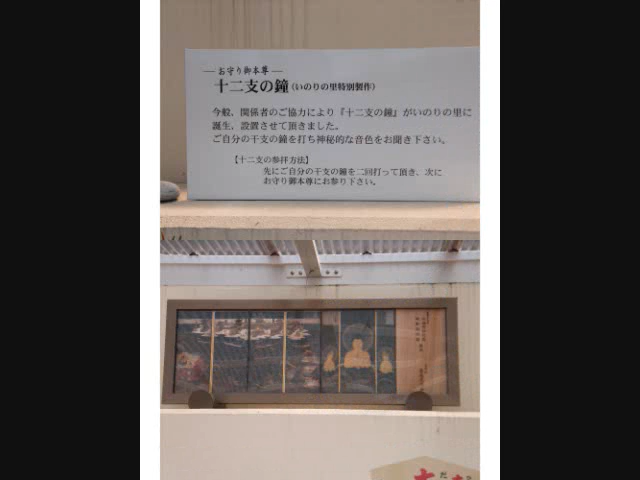 — お守り御本尊 —
十二支の鐘(いのりの里特別製作)
今般、関係者のご協力により『十二支の鐘』がいのりの里に
誕生、設置させて頂きました。
ご自分の干支の鐘を打ち神秘的な音色をお聞き下さい。
【十二支の参拝方法】
先にご自分の干支の鐘を二回打って頂き、次に
お守り御本尊にお参り下さい。